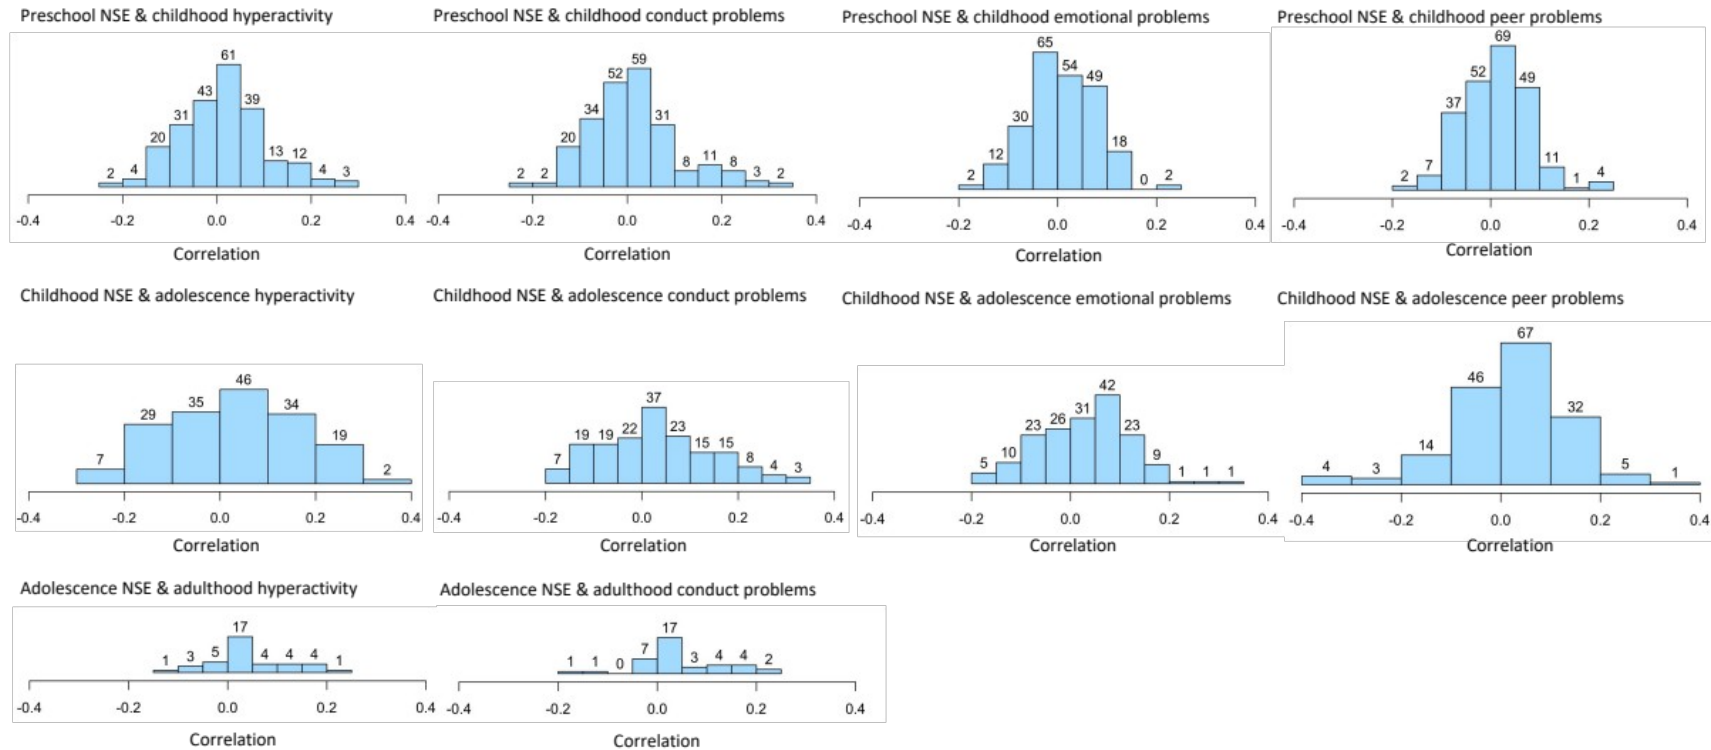 Preschool NSE & childhood hyperactivity
2 4 20 31 43 61 39 13 12 4 3
-0.4 -0.2 0.0 0.2 0.4
Correlation
Preschool NSE & childhood conduct problems
2 2 20 34 52 59 31 8 11 8 3 2
-0.4 -0.2 0.0 0.2 0.4
Correlation
Preschool NSE & childhood emotional problems
2 12 30 65 54 49 18 0 2
-0.4 -0.2 0.0 0.2 0.4
Correlation
Preschool NSE & childhood peer problems
2 7 37 52 69 49 11 1 4
-0.4 -0.2 0.0 0.2 0.4
Correlation
Childhood NSE & adolescence hyperactivity
7 29 35 46 34 19 2
-0.4 -0.2 0.0 0.2 0.4
Correlation
Childhood NSE & adolescence conduct problems
7 19 19 22 37 23 15 15 8 4 3
-0.4 -0.2 0.0 0.2 0.4
Correlation
Childhood NSE & adolescence emotional problems
5 10 23 26 31 42 23 9 1 1 1
-0.4 -0.2 0.0 0.2 0.4
Correlation
Childhood NSE & adolescence peer problems
4 3 14 46 67 32 5 1
-0.4 -0.2 0.0 0.2 0.4
Correlation
Adolescence NSE & adulthood hyperactivity
1 3 5 17 4 4 4 1
-0.4 -0.2 0.0 0.2 0.4
Correlation
Adolescence NSE & adulthood conduct problems
1 1 0 7 17 3 4 4 2
-0.4 -0.2 0.0 0.2 0.4
Correlation